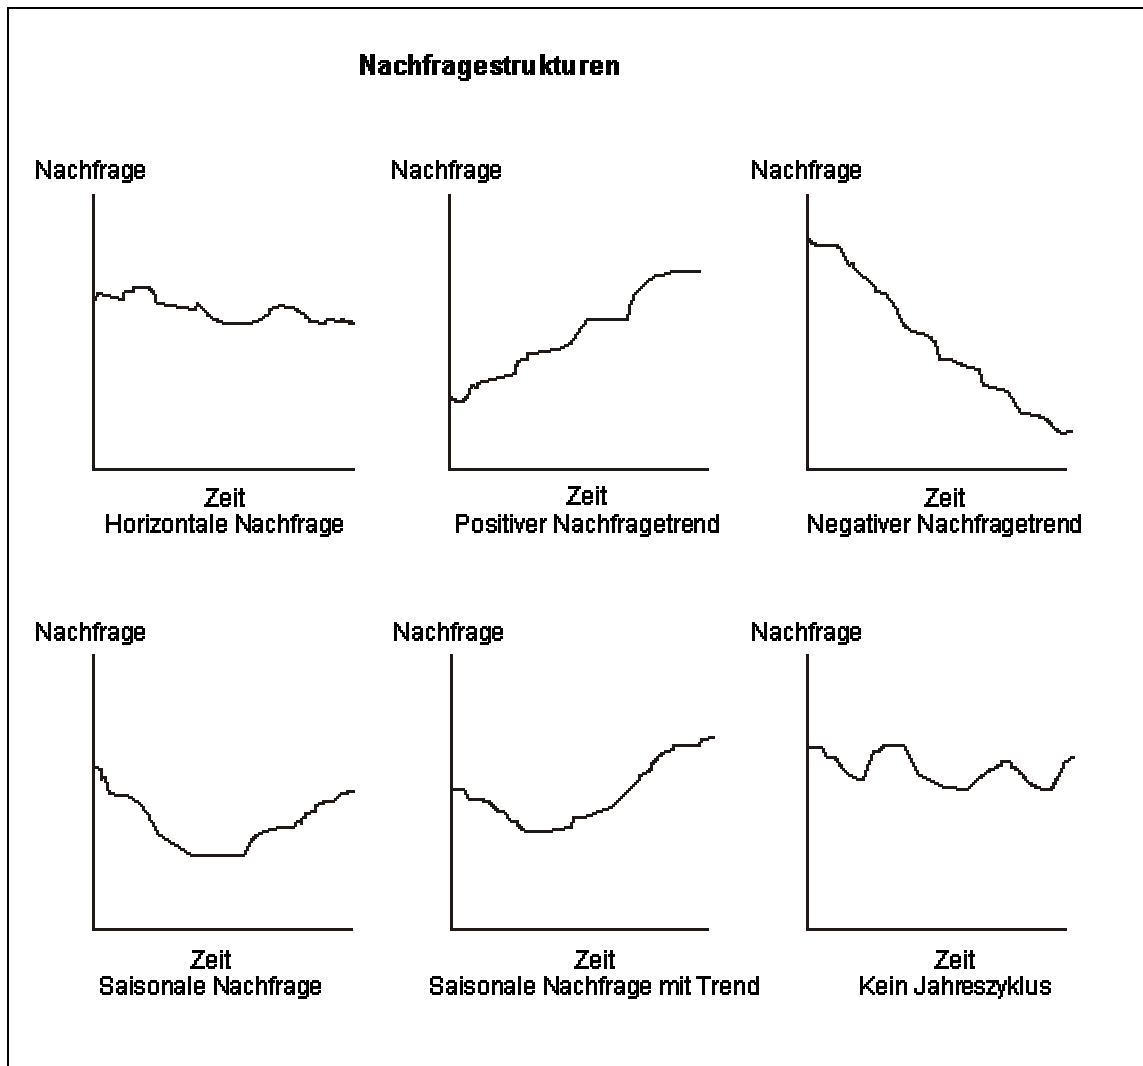 Nachfragestrukturen
Nachfrage
Nachfrage
Nachfrage
Zeit
Horizontale Nachfrage
Zeit
Positiver Nachfragetrend
Zeit
Negativer Nachfragetrend
Nachfrage
Nachfrage
Nachfrage
Zeit
Saisonale Nachfrage
Zeit
Saisonale Nachfrage mit Trend
Zeit
Kein Jahreszyklus